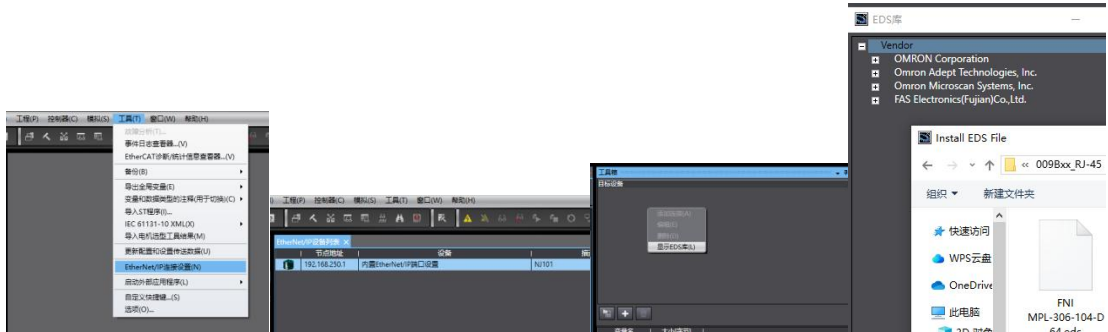 工程(P) 控制器(C) 模拟(S) 工具(T) 窗口(W) 帮助(H)
故障分析(T)...
事件日志查看器...(V)
EtherCAT诊断/统计信息查看器...(V)
备份(B)
导出全局变量(E)
变量和数据类型的注释(用于切换)(C)
导入ST程序(I)...
IEC 61131-10 XML(X)
导入电机选型工具结果(M)
更新配置和设置传送数据(U)
EtherNet/IP连接设置(N)
启动外部应用程序(L)
自定义快捷键...(S)
选项(O)...
工程(P) 控制器(C) 模拟(S) 工具(T) 窗口(W) 帮助(H)
EtherNet/IP设备列表
节点地址 设备
192.168.250.1 内置EtherNet/IP端口设置 NJ101
工具箱
目标设备
显示EDS库(L)
EDS库
Vendor
OMRON Corporation
Omron Adept Technologies, Inc.
Omron Microscan Systems, Inc.
FAS Electronics(Fujian)Co.,Ltd.
Install EDS File
« 009Bxx_RJ-45
组织 新建文件夹
快速访问
WPS云盘
OneDrive
此电脑
FNI
MPL-306-104-D